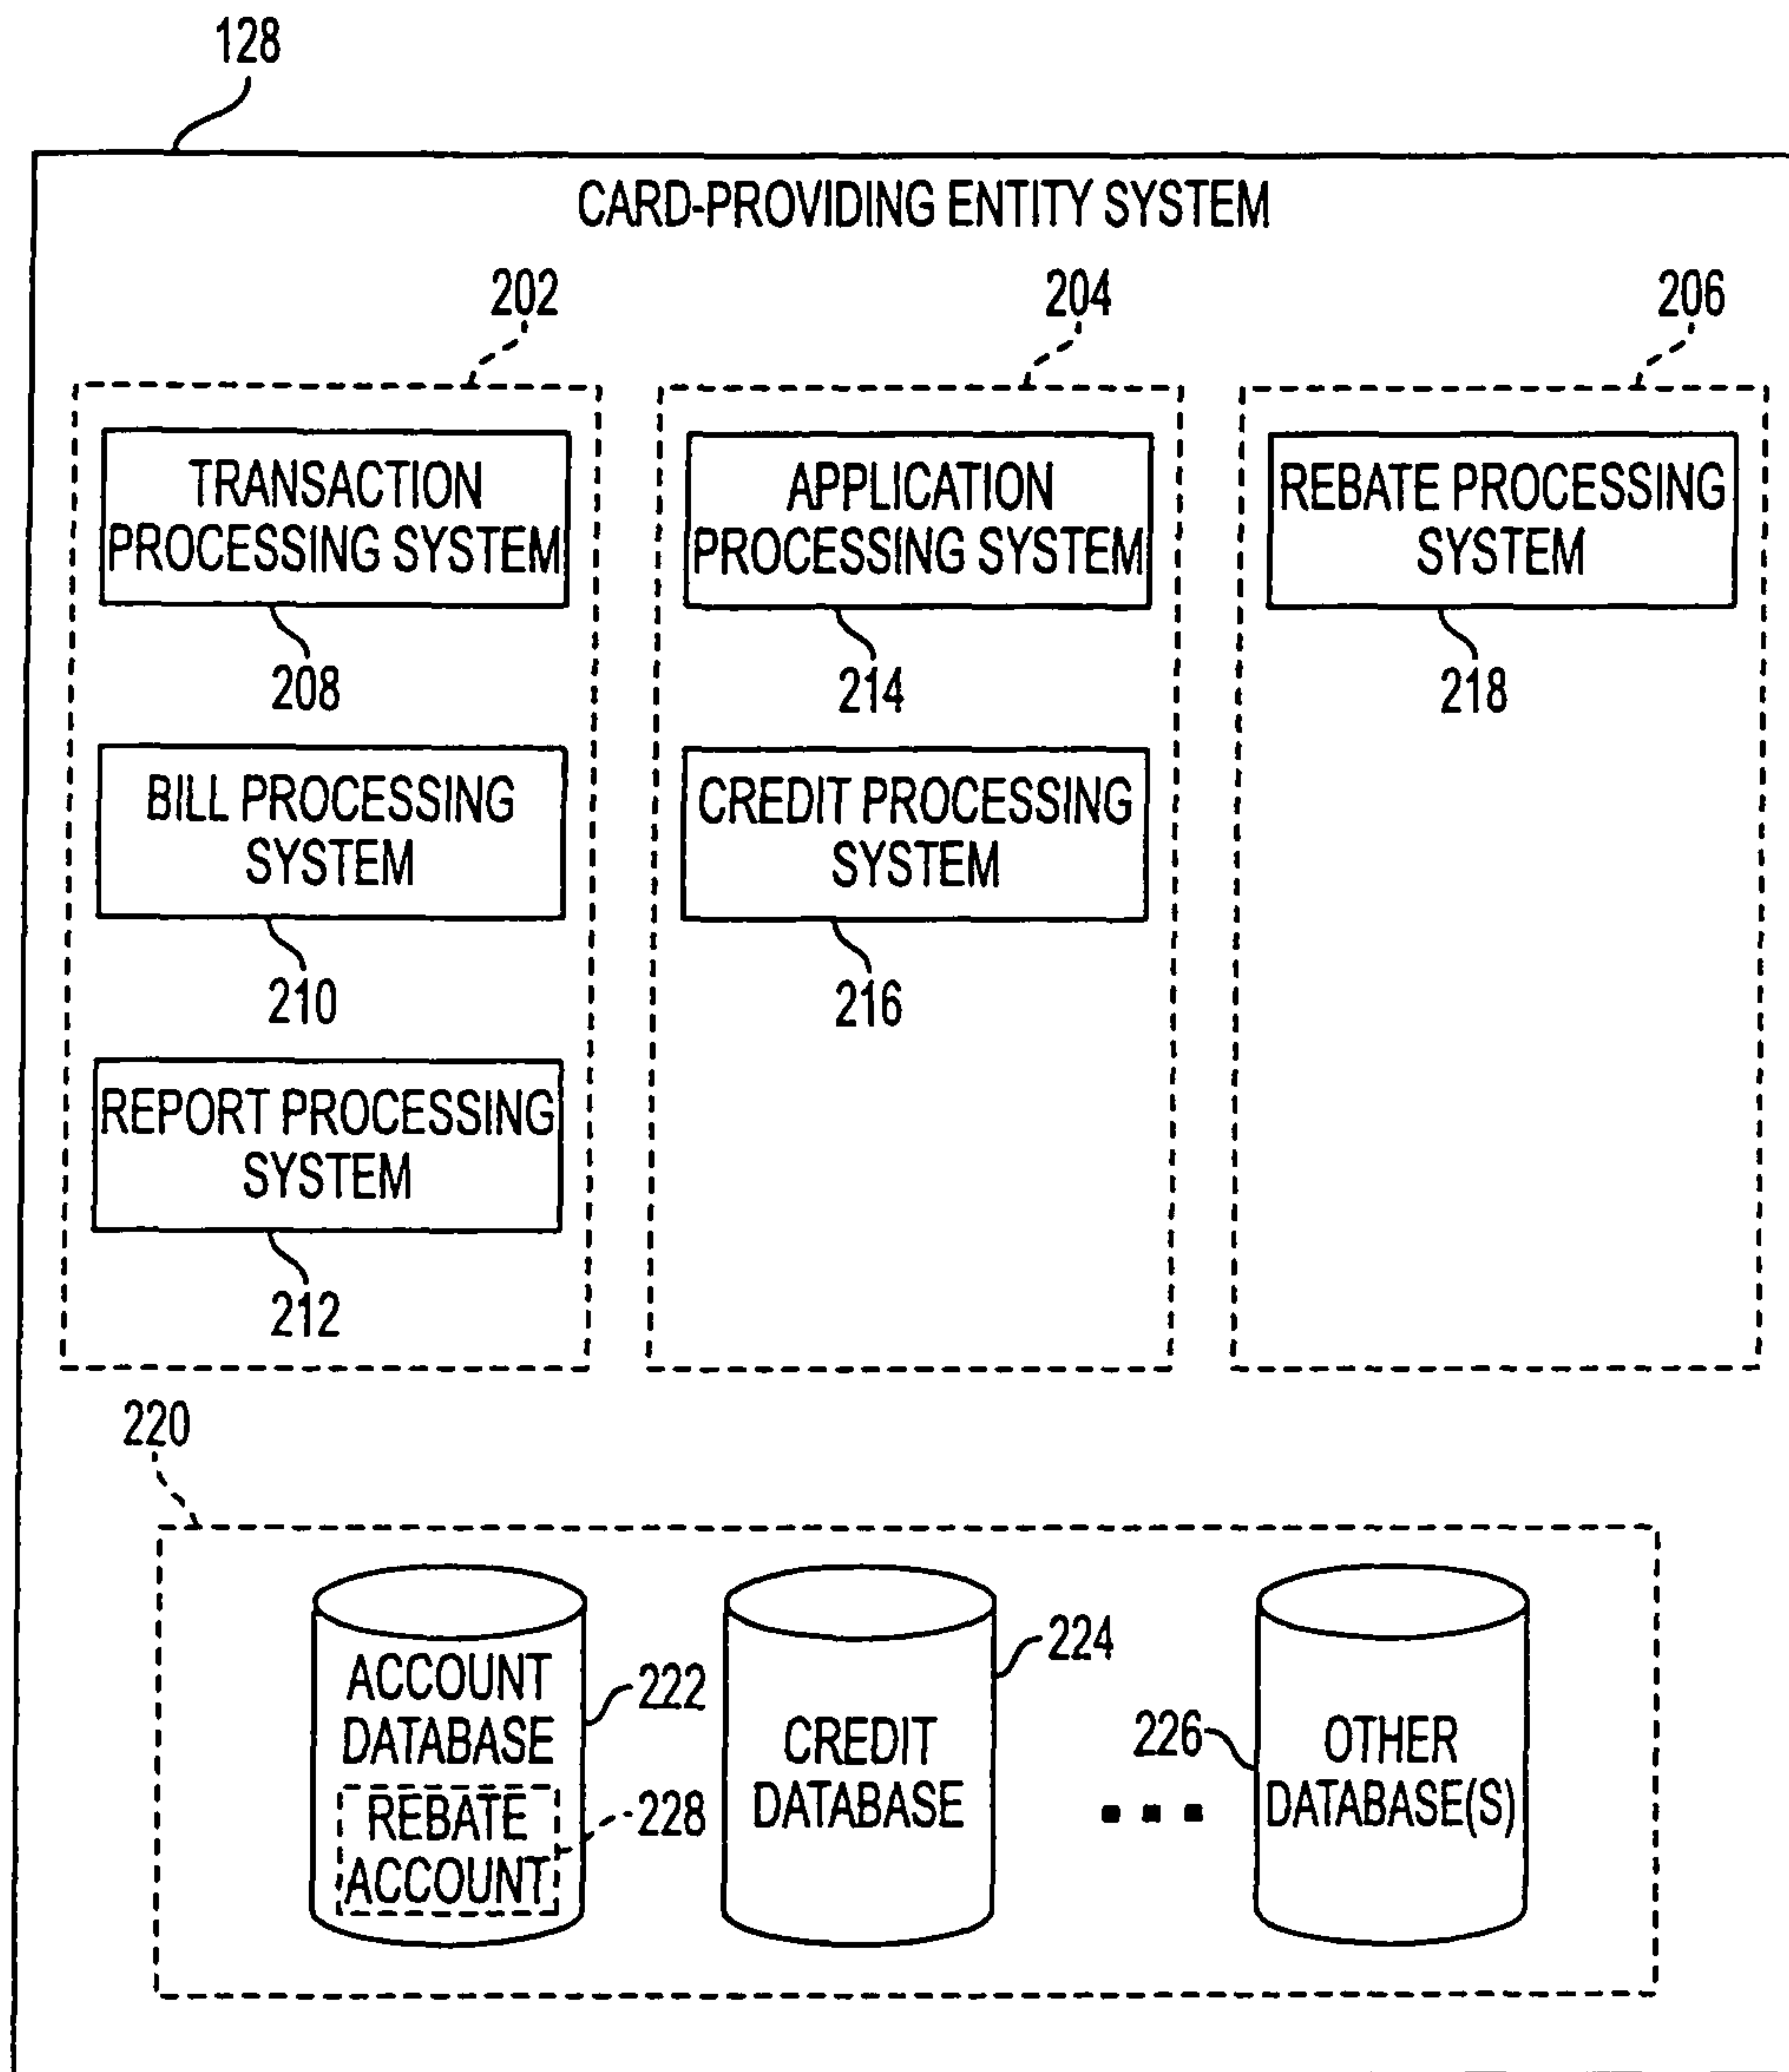 128
CARD-PROVIDING ENTITY SYSTEM
202
204
206
TRANSACTION
PROCESSING SYSTEM
208
APPLICATION
PROCESSING SYSTEM
214
REBATE PROCESSING
SYSTEM
218
BILL PROCESSING
SYSTEM
210
CREDIT PROCESSING
SYSTEM
216
REPORT PROCESSING
SYSTEM
212
220
ACCOUNT
DATABASE
222
REBATE
ACCOUNT
228
CREDIT
DATABASE
224
226
OTHER
DATABASE(S)